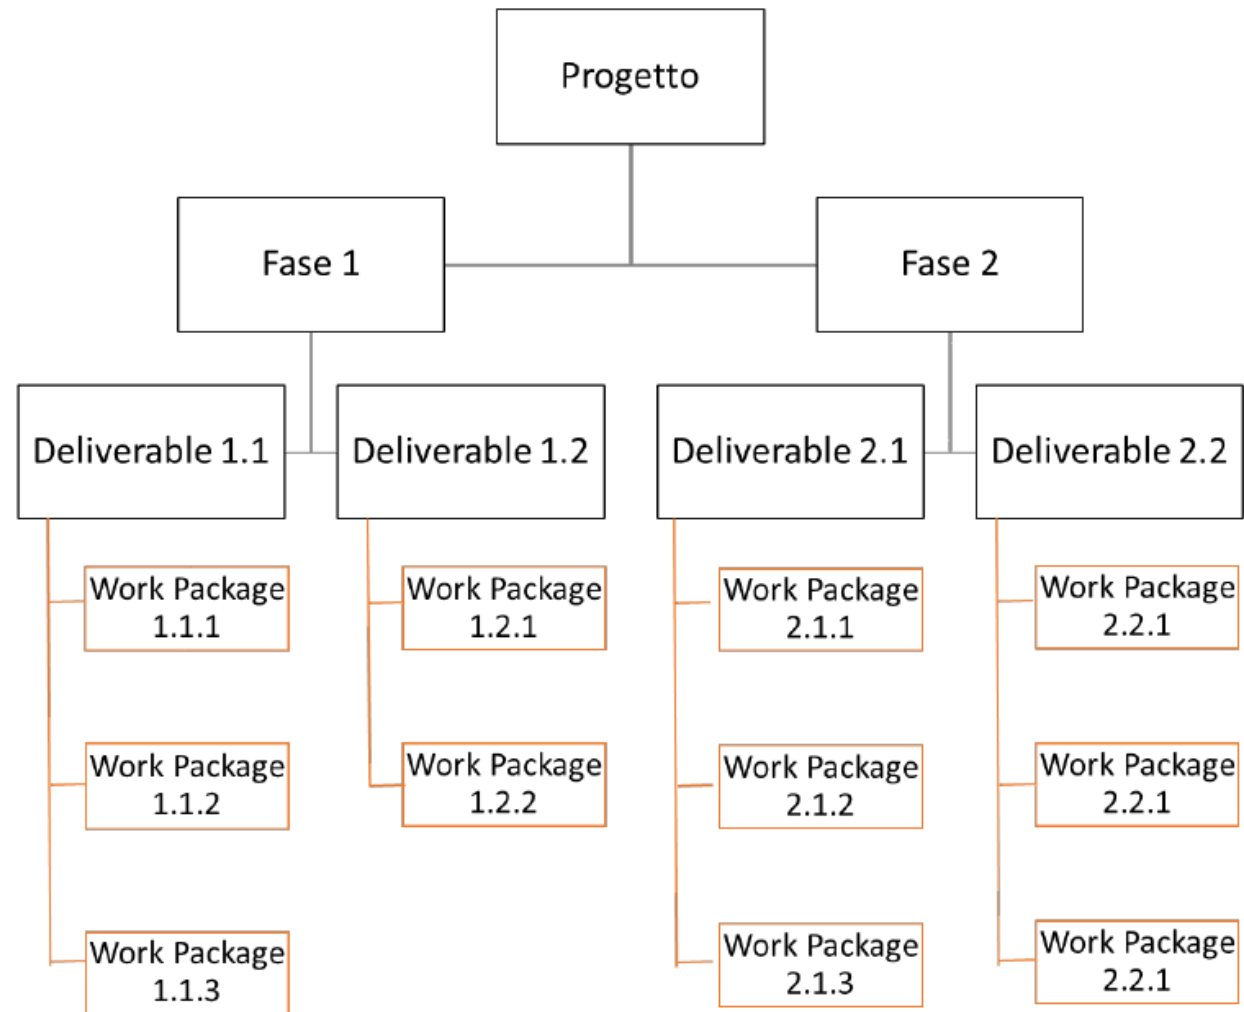 Progetto
Fase 1
Fase 2
Deliverable 1.1
Deliverable 1.2
Deliverable 2.1
Deliverable 2.2
Work Package
1.1.1
Work Package
1.2.1
Work Package
2.1.1
Work Package
2.2.1
Work Package
1.1.2
Work Package
1.2.2
Work Package
2.1.2
Work Package
2.2.1
Work Package
1.1.3
Work Package
2.1.3
Work Package
2.2.1